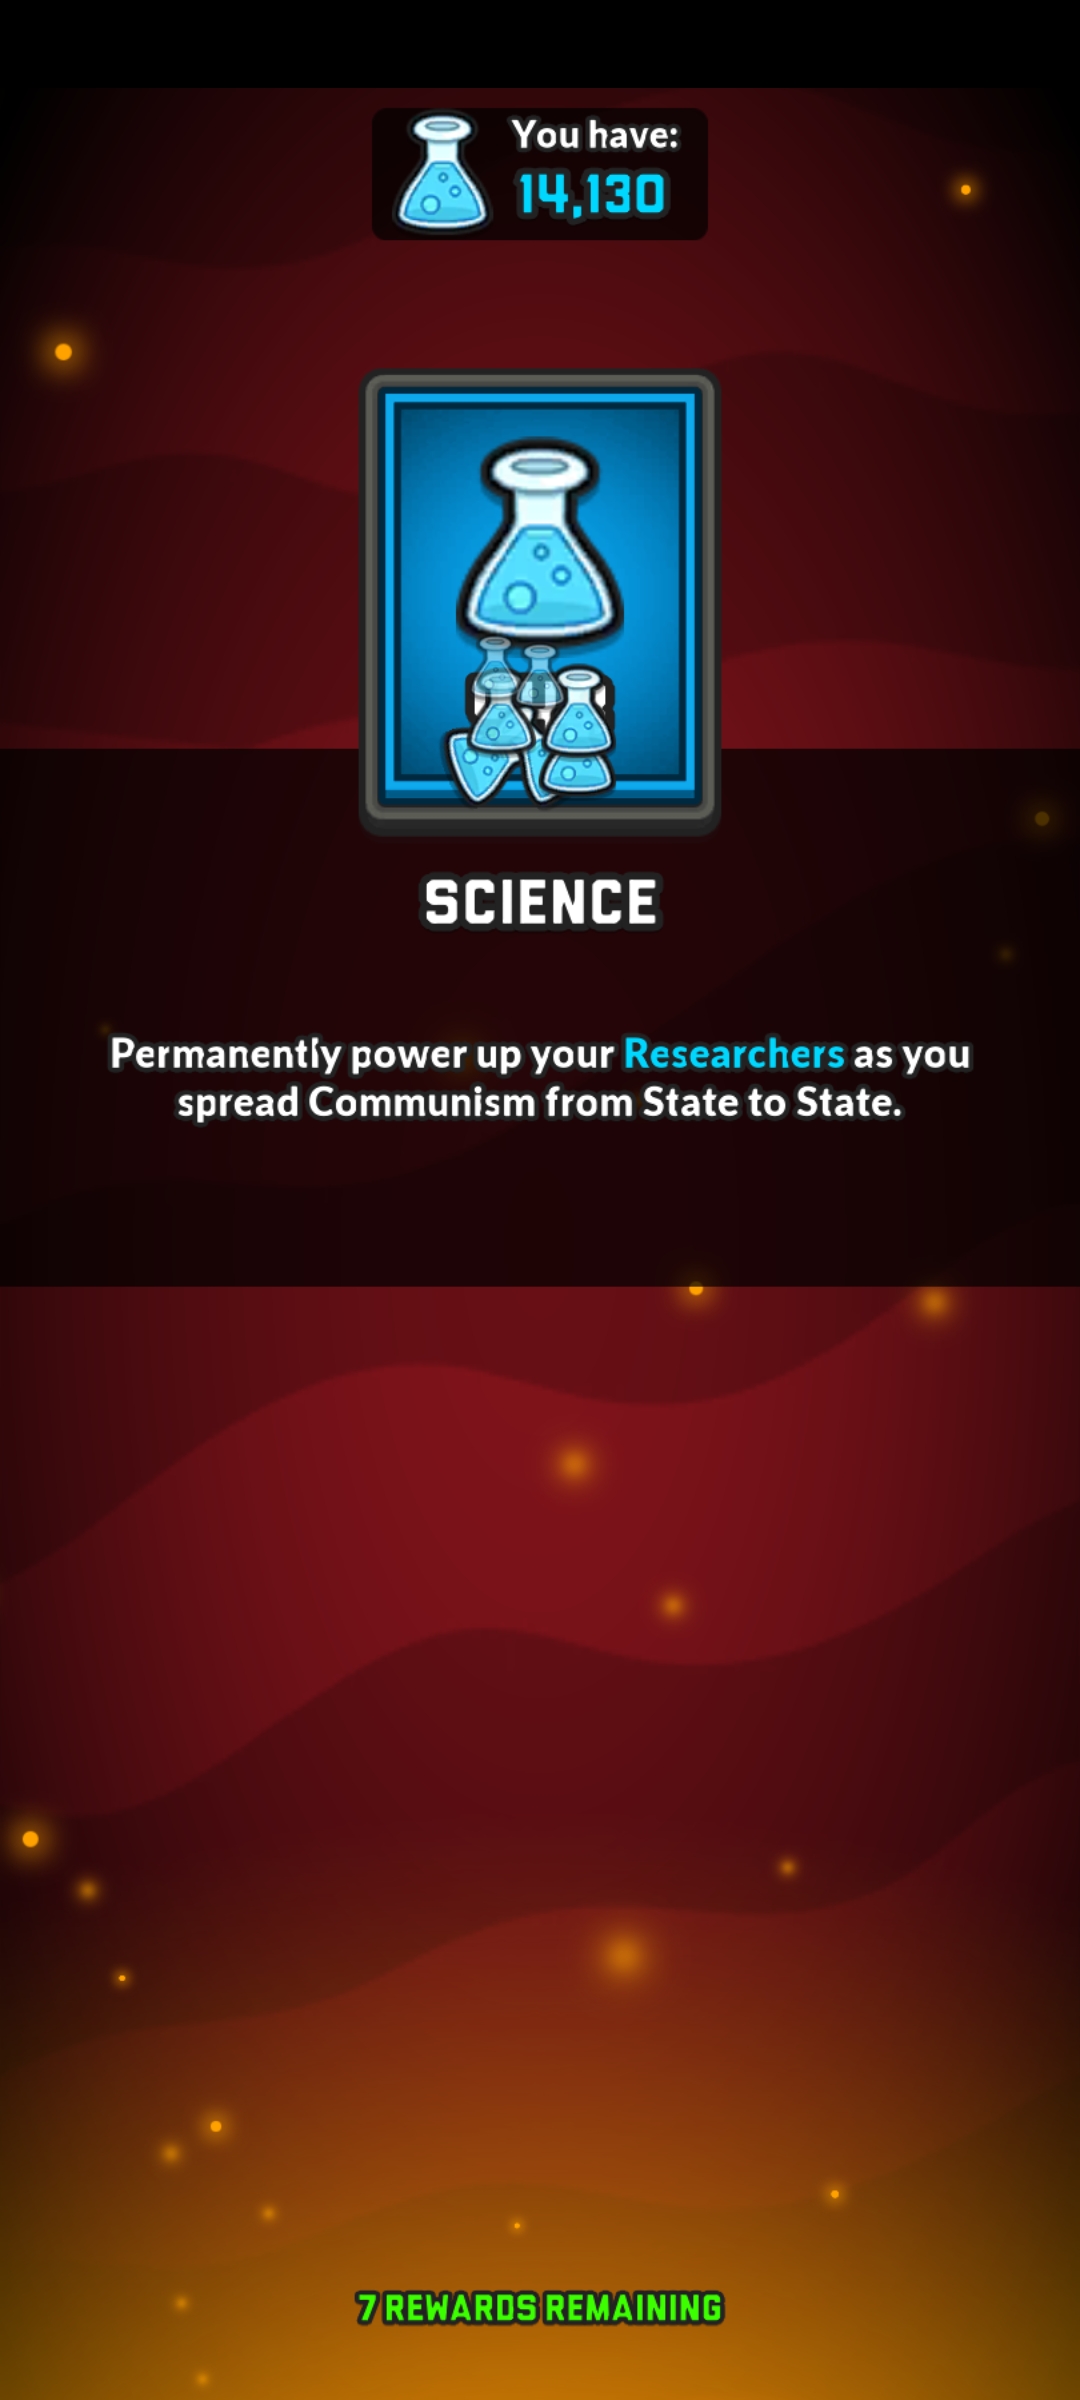 You have:
14,130
SCIENCE
Permanently power up your Researchers as you
spread Communism from State to State.
7 REWARDS REMAINING